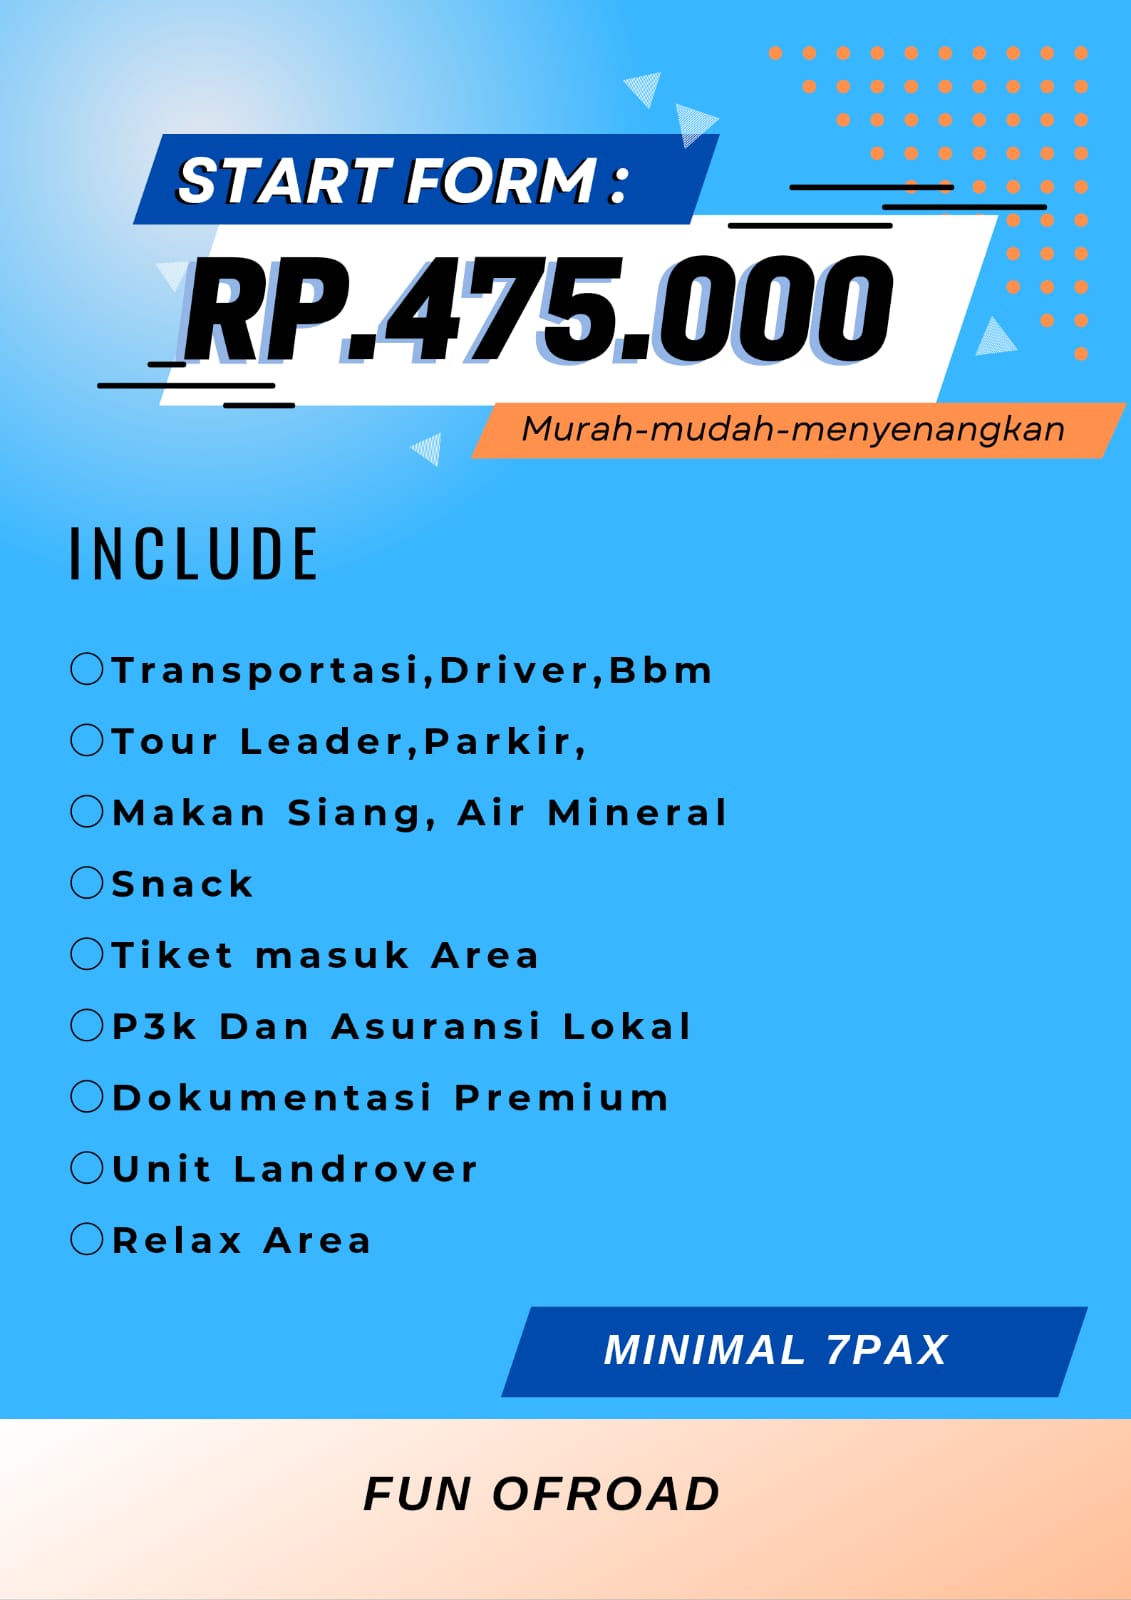 START FORM :
RP.475.000
Murah-mudah-menyenangkan
INCLUDE
Transportasi,Driver,Bbm
Tour Leader,Parkir,
Makan Siang, Air Mineral
Snack
Tiket masuk Area
P3k Dan Asuransi Lokal
Dokumentasi Premium
Unit Landrover
Relax Area
MINIMAL 7PAX
FUN OFROAD